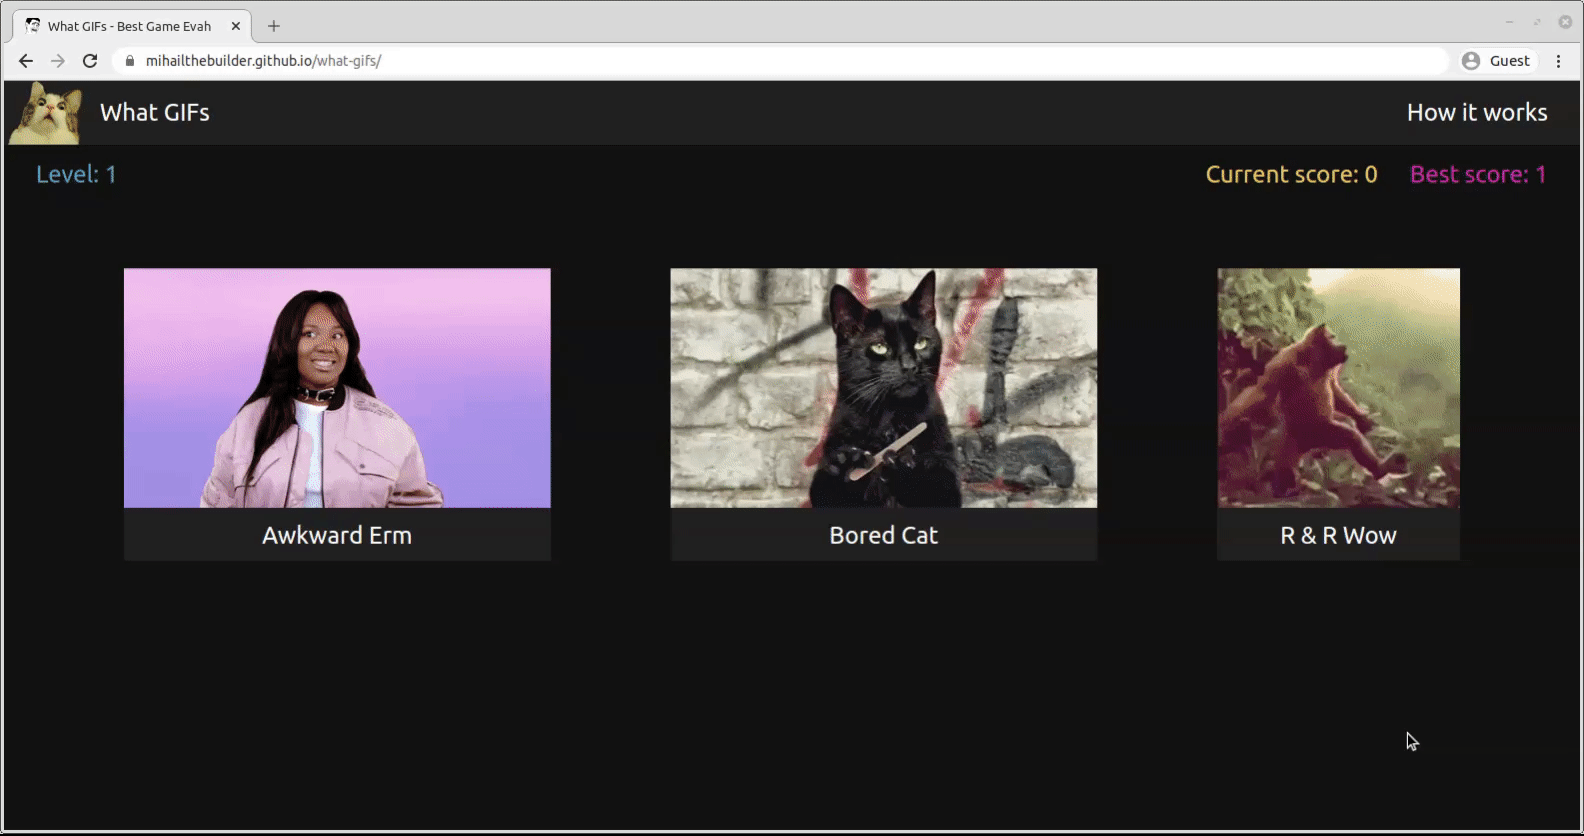 What GIFs - Best Game Evah
mihailthebuilder.github.io/what-gifs/
Guest
What GIFs
How it works
Level: 1
Current score: 0
Best score: 1
Awkward Erm
Bored Cat
R & R Wow